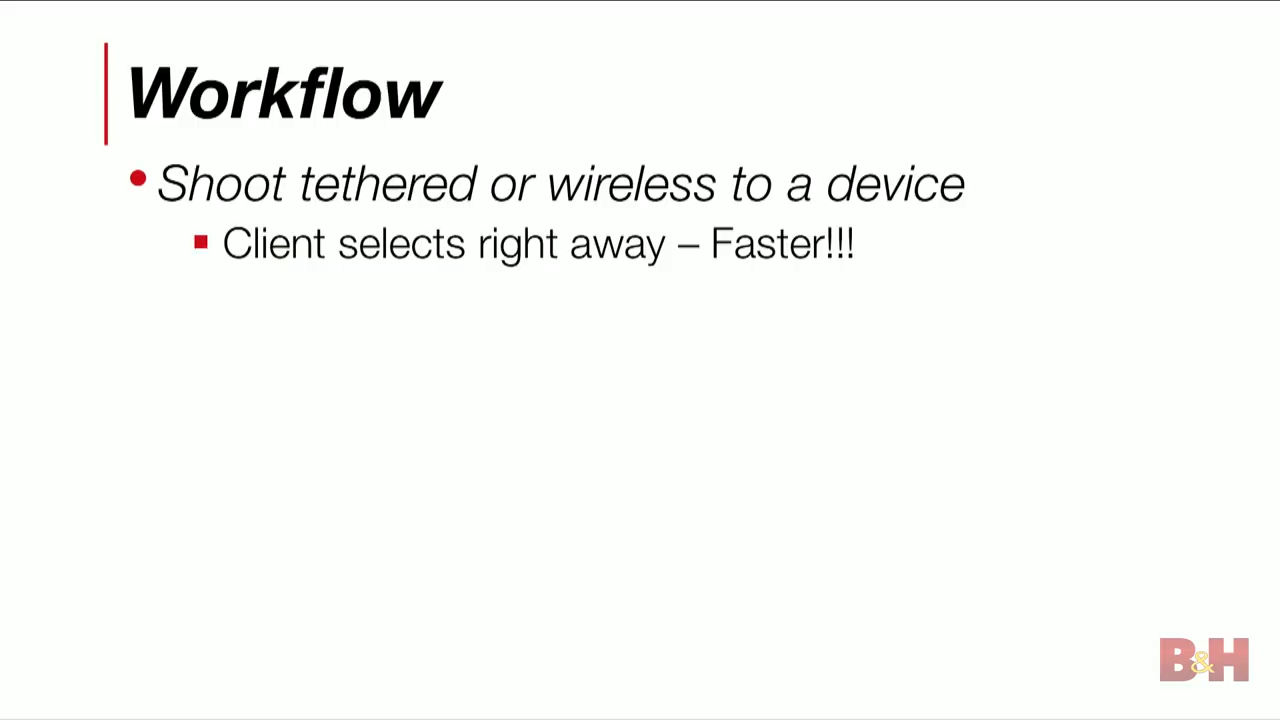 Workflow
• Shoot tethered or wireless to a device
▪ Client selects right away – Faster!!!
B&H